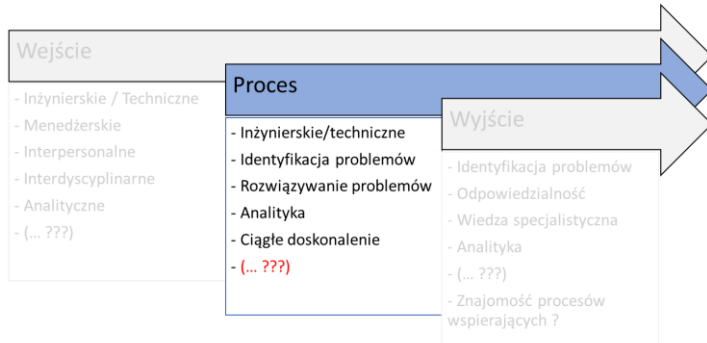 Wejście
- Inżynierskie / Techniczne
- Menedżerskie
- Interpersonalne
- Interdyscyplinarne
- Analityczne
- (... ???)
Proces
- Inżynierskie/techniczne
- Identyfikacja problemów
- Rozwiązywanie problemów
- Analityka
- Ciągłe doskonalenie
- (... ???)
Wyjście
- Identyfikacja problemów
- Odpowiedzialność
- Wiedza specjalistyczna
- Analityka
- (... ???)
- Znajomość procesów
wspierających ?